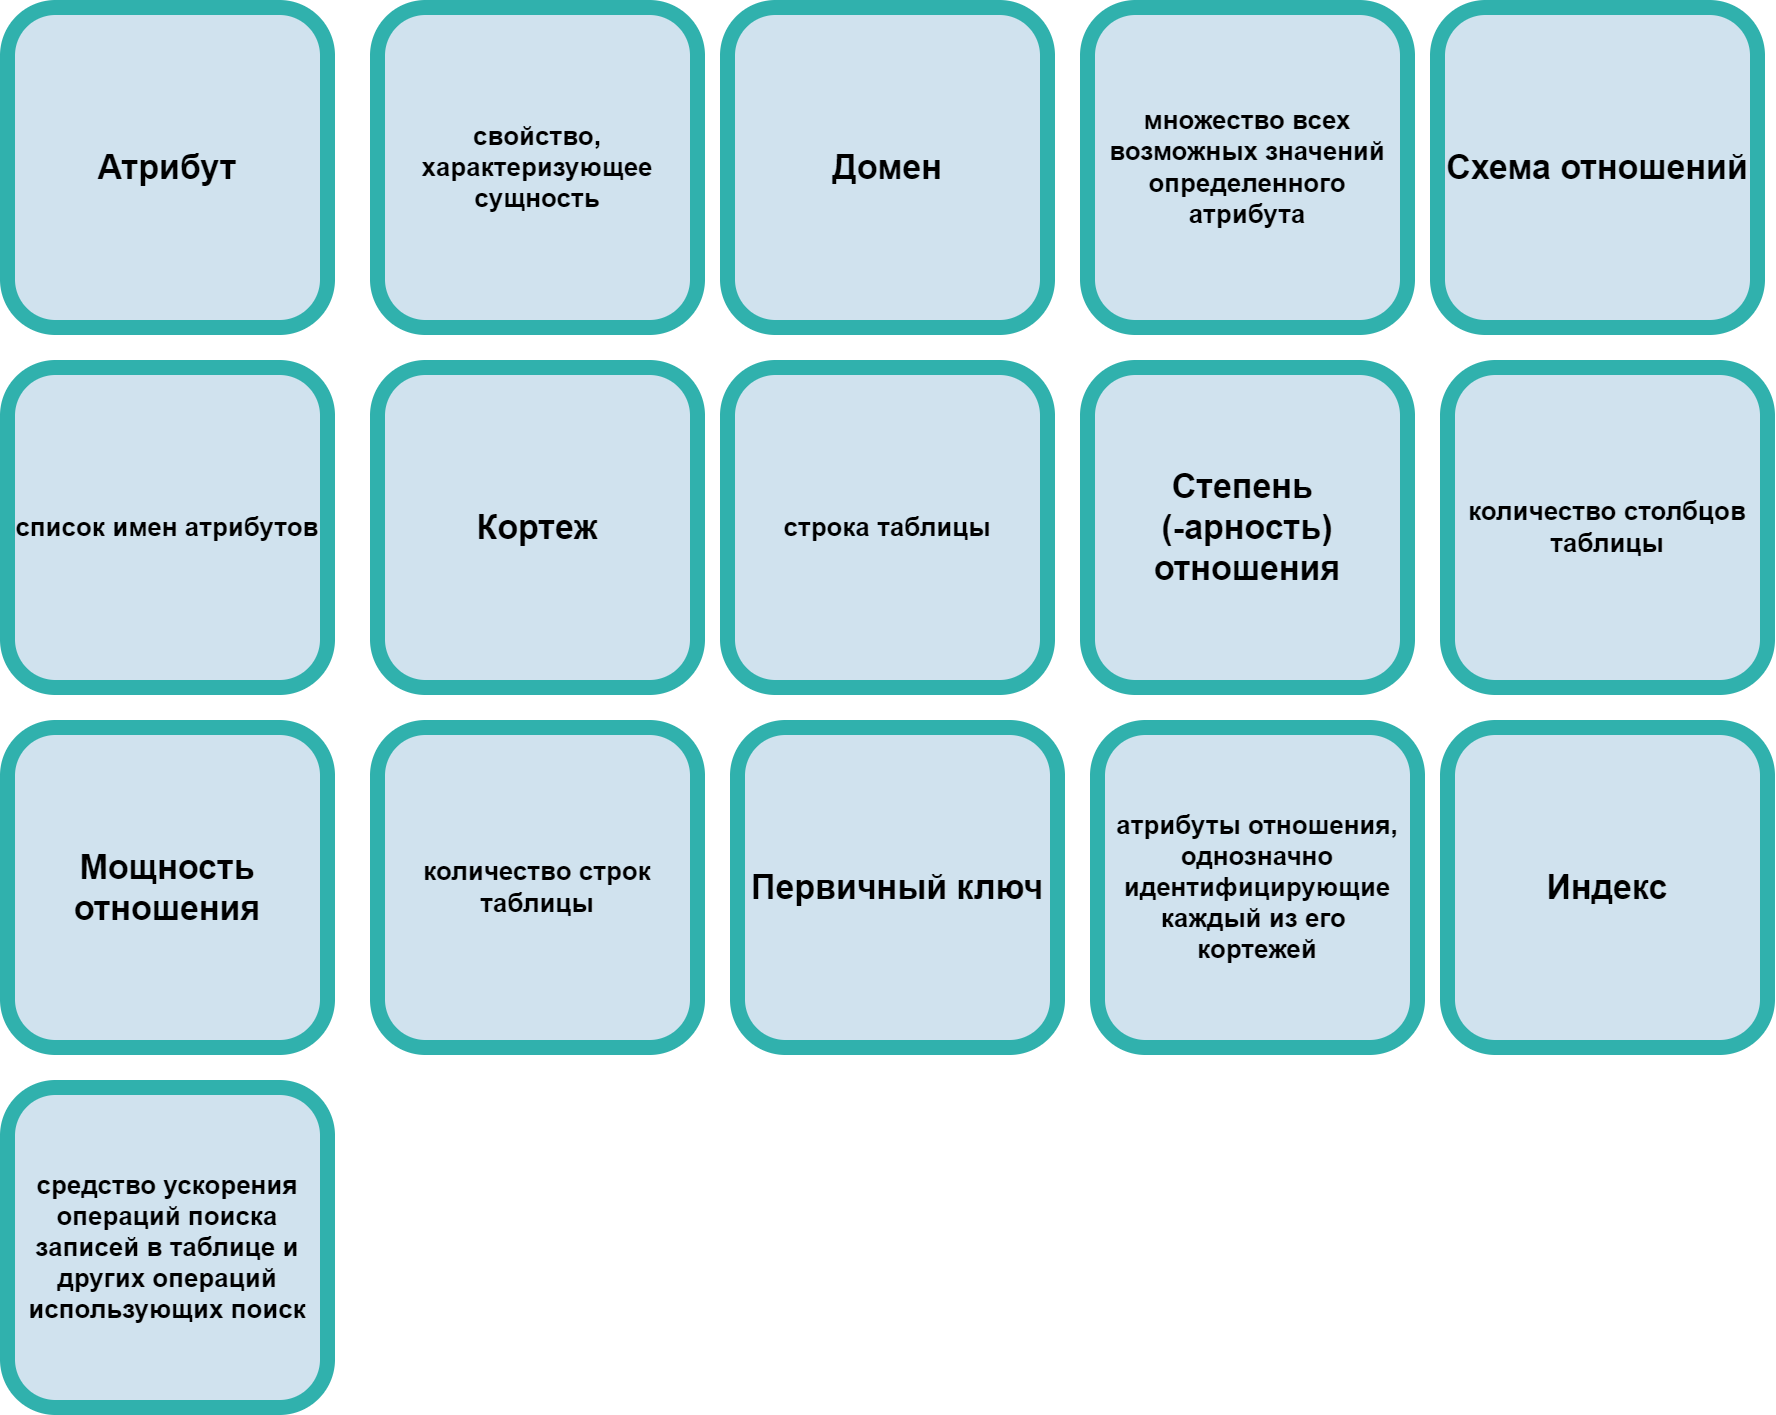 Атрибут
свойство,
характеризующее
сущность
Домен
множество всех
возможных значений
определенного
атрибута
Схема отношений
список имен атрибутов
Кортеж
строка таблицы
Степень
(-арность)
отношения
количество столбцов
таблицы
Мощность
отношения
количество строк
таблицы
Первичный ключ
атрибуты отношения,
однозначно
идентифицирующие
каждый из его
кортежей
Индекс
средство ускорения
операций поиска
записей в таблице и
других операций
использующих поиск